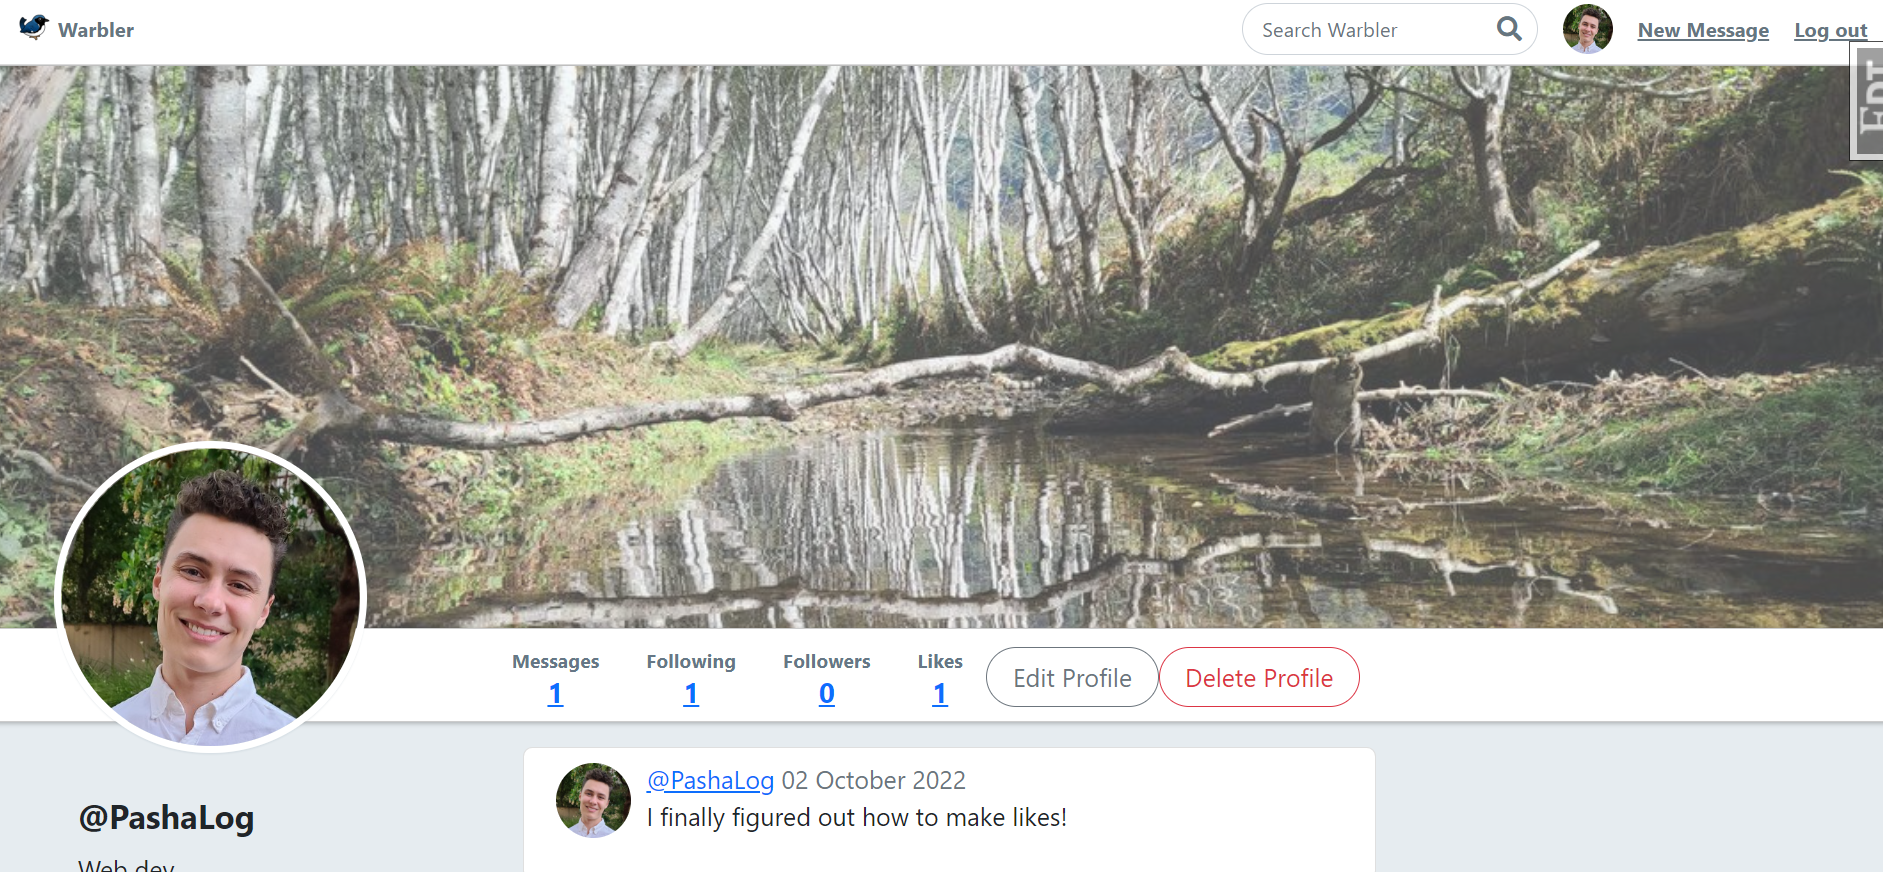 Warbler
Search Warbler
New Message
Log out
EDT
Messages
Following
Followers
Likes
1
1
0
1
Edit Profile
Delete Profile
@PashaLog 02 October 2022
I finally figured out how to make likes!
@PashaLog
Web dev